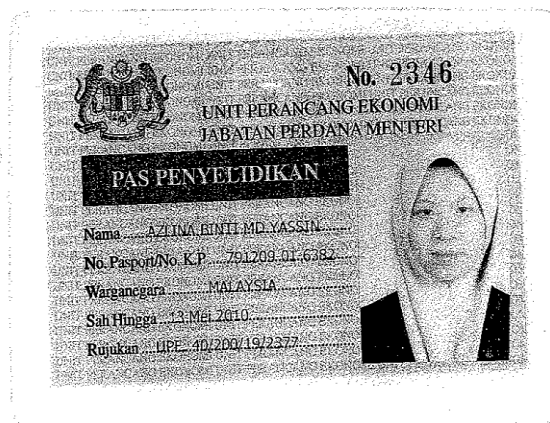 No. 2346
UNIT PERANCANG EKONOMI
JABATAN PERDANA MENTERI
PAS PENYELIDIKAN
Nama ...... AZLINA BINTI MD YASSIN ......
No. Pasport/No. K.P ..... 791209-01-6382 .....
Warganegara ........... MALAYSIA ...........
Sah Hingga ... 13 Mei 2010 ...........
Rujukan .... UPE: 40/200/19/2377 ...........